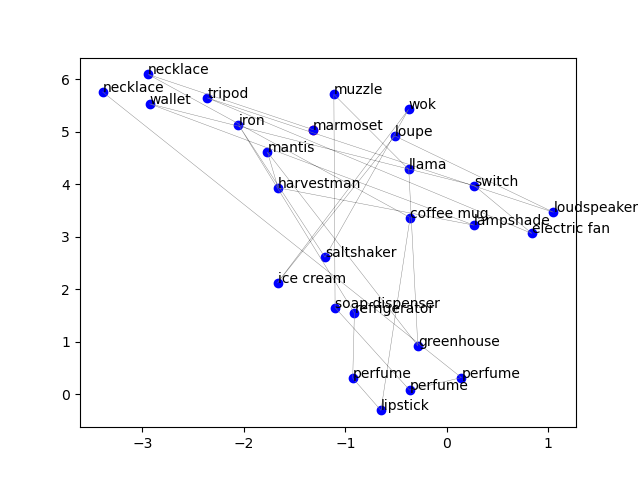 necklace
necklace
wallet
tripod
muzzle
wok
iron
marmoset
loupe
mantis
llama
harvestman
switch
coffee mug
lampshade
loudspeaker
electric fan
saltshaker
ice cream
soap dispenser
refrigerator
greenhouse
perfume
perfume
perfume
lipstick
6
5
4
3
2
1
0
−3
−2
−1
0
1